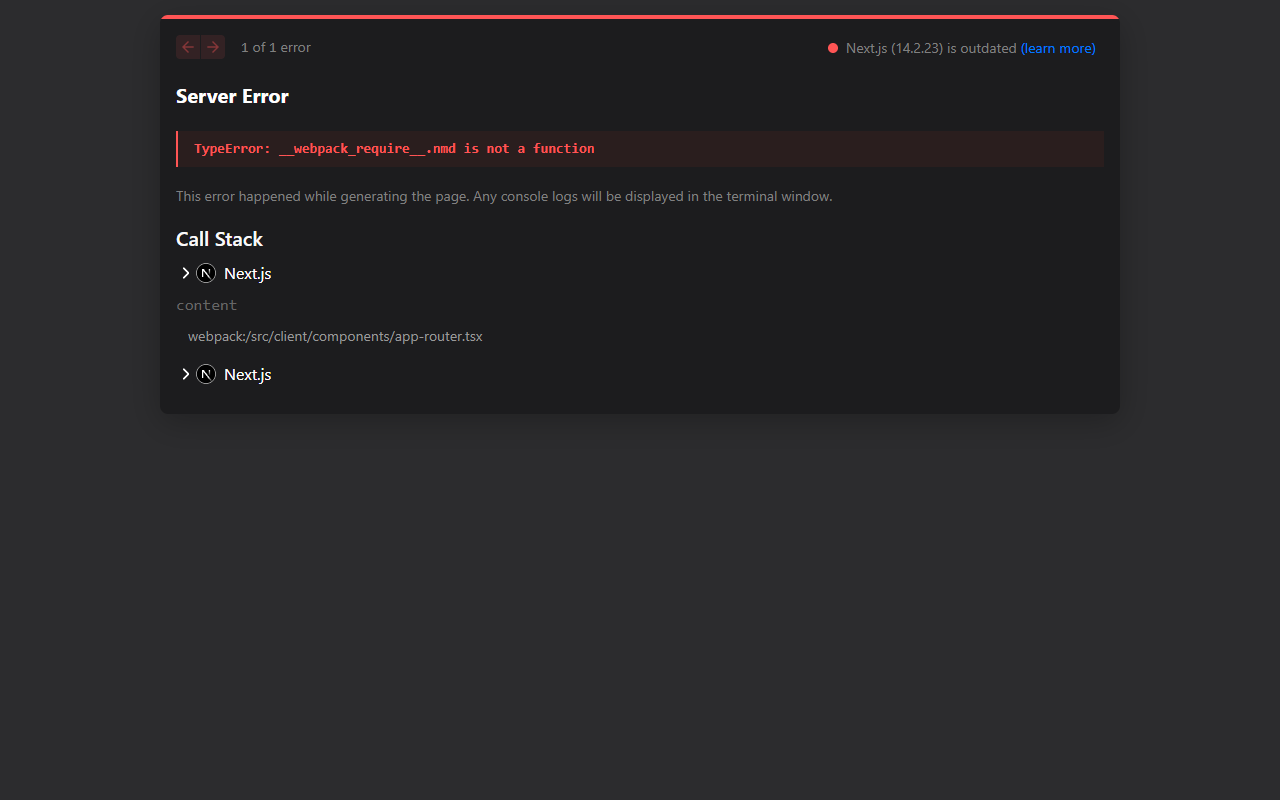 1 of 1 error
Next.js (14.2.23) is outdated (learn more)
Server Error
TypeError: __webpack_require__.nmd is not a function
This error happened while generating the page. Any console logs will be displayed in the terminal window.
Call Stack
N Next.js
content
webpack:/src/client/components/app-router.tsx
N Next.js